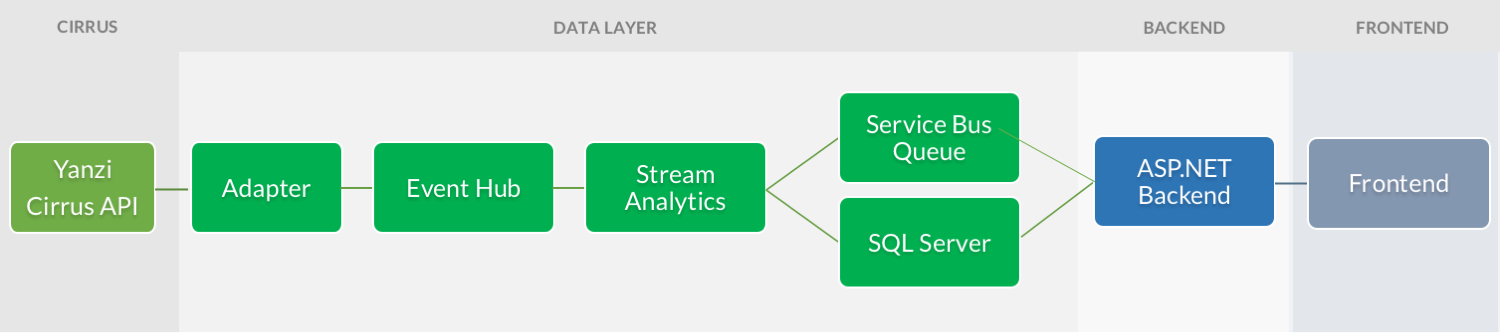 CIRRUS
DATA LAYER
BACKEND
FRONTEND
Yanzi
Cirrus API
Adapter
Event Hub
Stream
Analytics
Service Bus
Queue
SQL Server
ASP.NET
Backend
Frontend